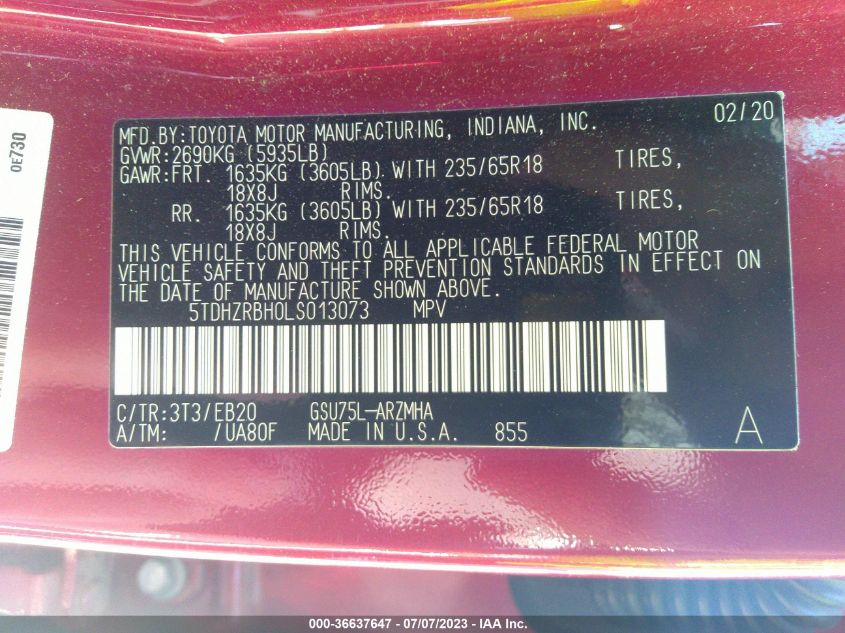 0E730
02/20
MFD.BY:TOYOTA MOTOR MANUFACTURING, INDIANA, INC.
GVWR:2690KG (5935LB)
GAWR:FRT. 1635KG (3605LB) WITH 235/65R18 TIRES,
18X8J RIMS.
RR. 1635KG (3605LB) WITH 235/65R18 TIRES,
18X8J RIMS.
THIS VEHICLE CONFORMS TO ALL APPLICABLE FEDERAL MOTOR
VEHICLE SAFETY AND THEFT PREVENTION STANDARDS IN EFFECT ON
THE DATE OF MANUFACTURE SHOWN ABOVE.
5TDHZRBH0LS013073 MPV
C/TR:3T3/EB20 GSU75L-ARZMHA
A/TM: /UA80F MADE IN U.S.A. 855 A
000-36637647 / 07/07/2023 - IAA Inc.